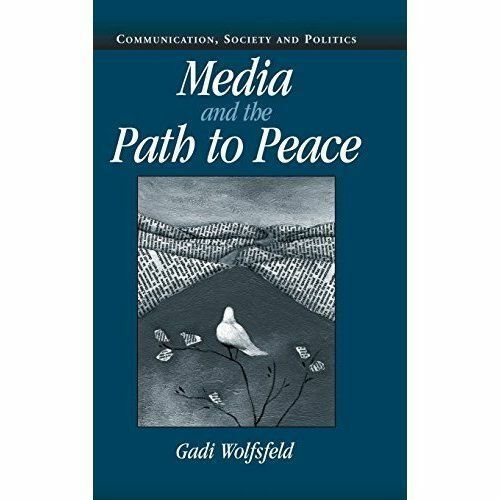 COMMUNICATION, SOCIETY AND POLITICS
Media
and the
Path to Peace
Gadi Wolfsfeld